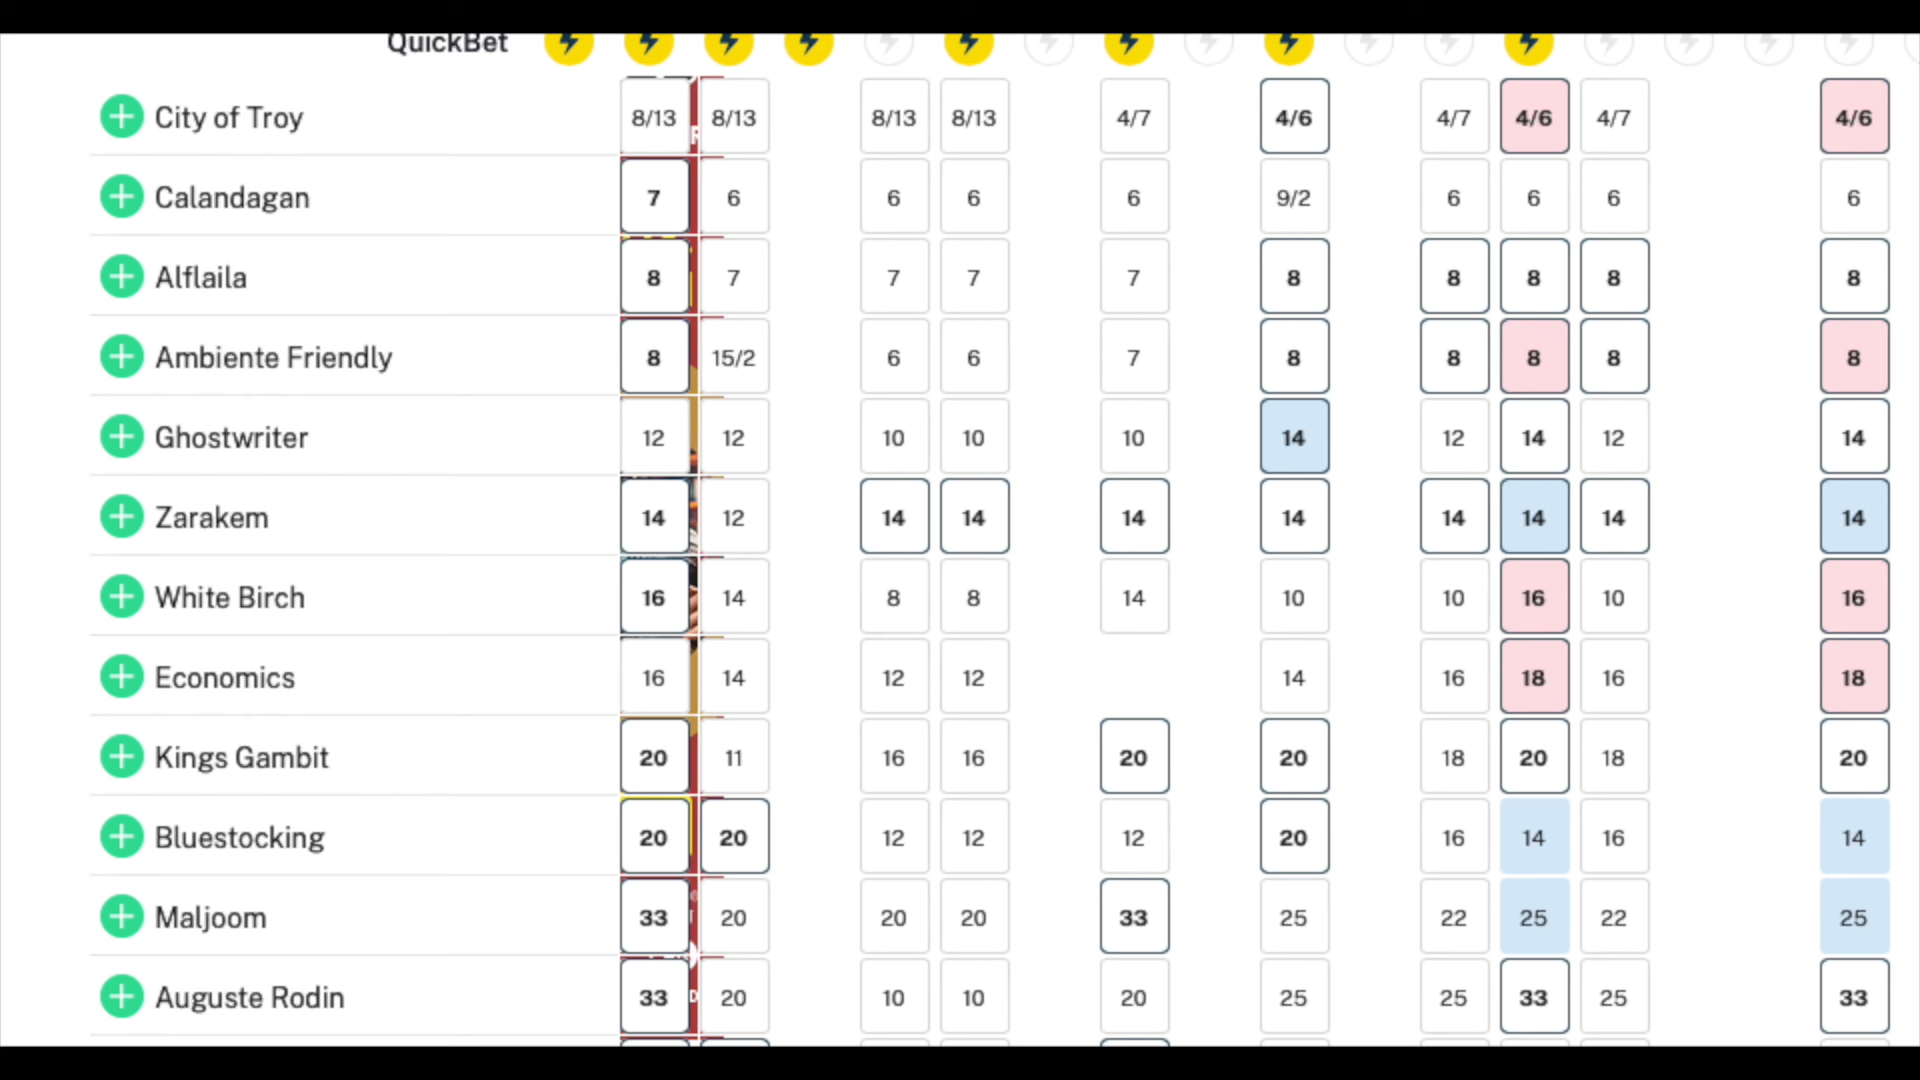 QuickBet
City of Troy 8/13 8/13 8/13 8/13 4/7 4/6 4/7 4/6 4/7 4/6
Calandagan 7 6 6 6 6 9/2 6 6 6 6
Alflaila 8 7 7 7 7 8 8 8 8 8
Ambiente Friendly 8 15/2 6 6 7 8 8 8 8 8
Ghostwriter 12 12 10 10 10 14 12 14 12 14
Zarakem 14 12 14 14 14 14 14 14 14 14
White Birch 16 14 8 8 14 10 10 16 10 16
Economics 16 14 12 12 14 16 18 16 18
Kings Gambit 20 11 16 16 20 20 18 20 18 20
Bluestocking 20 20 12 12 12 20 16 14 16 14
Maljoom 33 20 20 20 33 25 22 25 22 25
Auguste Rodin 33 20 10 10 20 25 25 33 25 33